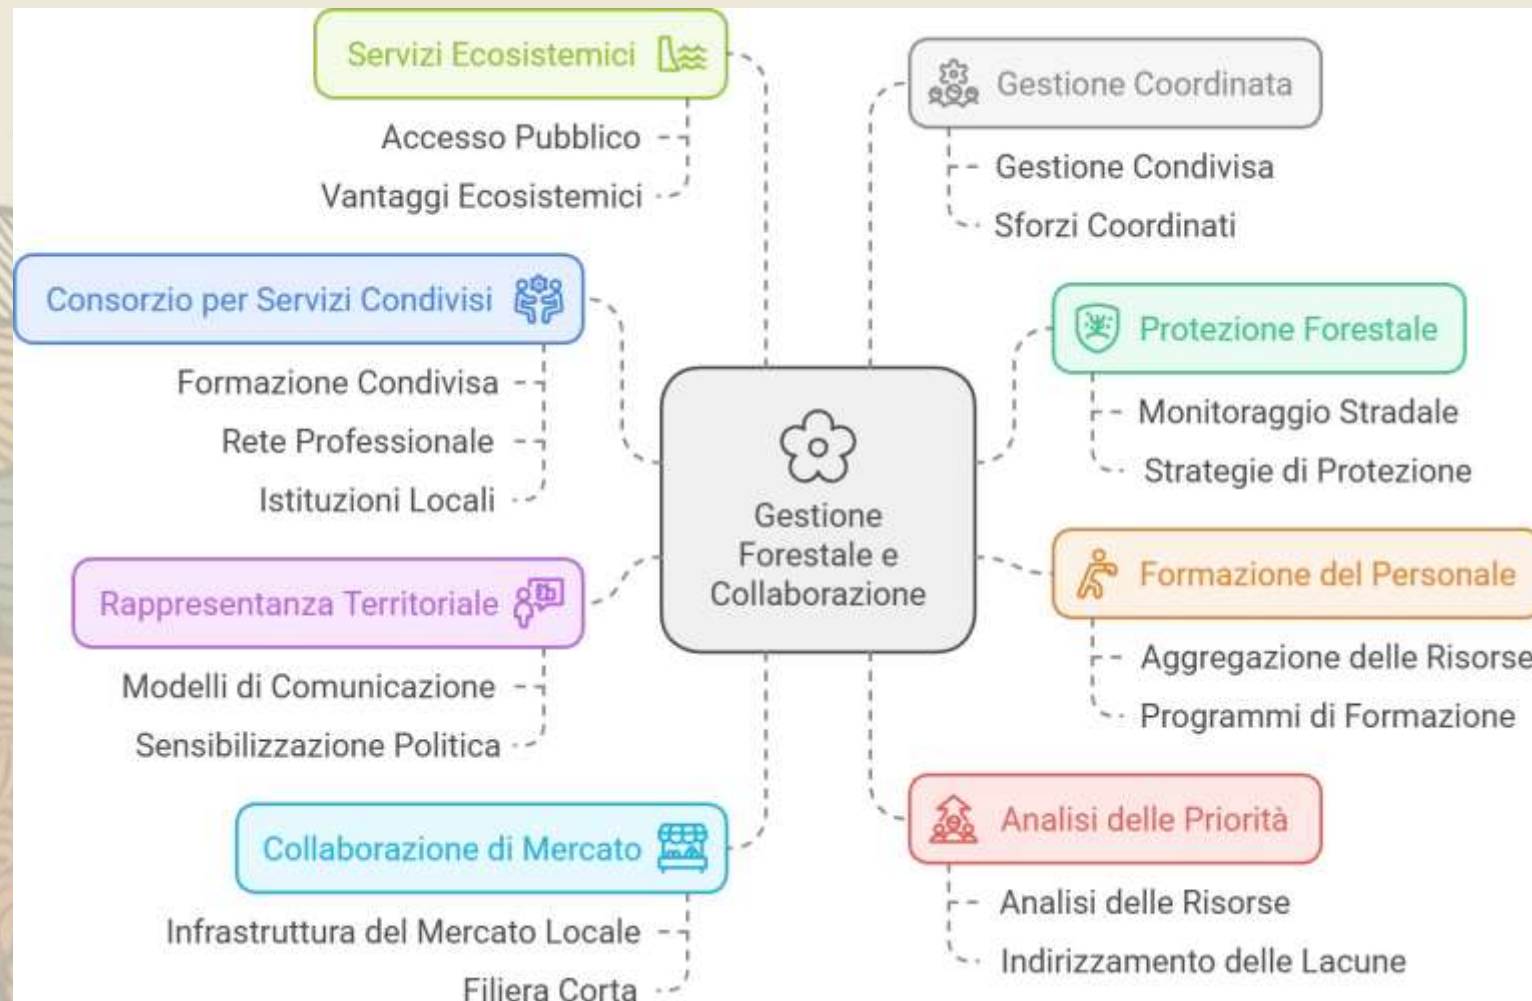 Servizi Ecosistemici
Accesso Pubblico
Vantaggi Ecosistemici
Consorzio per Servizi Condivisi
Formazione Condivisa
Rete Professionale
Istituzioni Locali
Rappresentanza Territoriale
Modelli di Comunicazione
Sensibilizzazione Politica
Collaborazione di Mercato
Infrastruttura del Mercato Locale
Filiera Corta
Gestione
Forestale e
Collaborazione
Gestione Coordinata
Gestione Condivisa
Sforzi Coordinati
Protezione Forestale
Monitoraggio Stradale
Strategie di Protezione
Formazione del Personale
Aggregazione delle Risorse
Programmi di Formazione
Analisi delle Priorità
Analisi delle Risorse
Indirizzamento delle Lacune